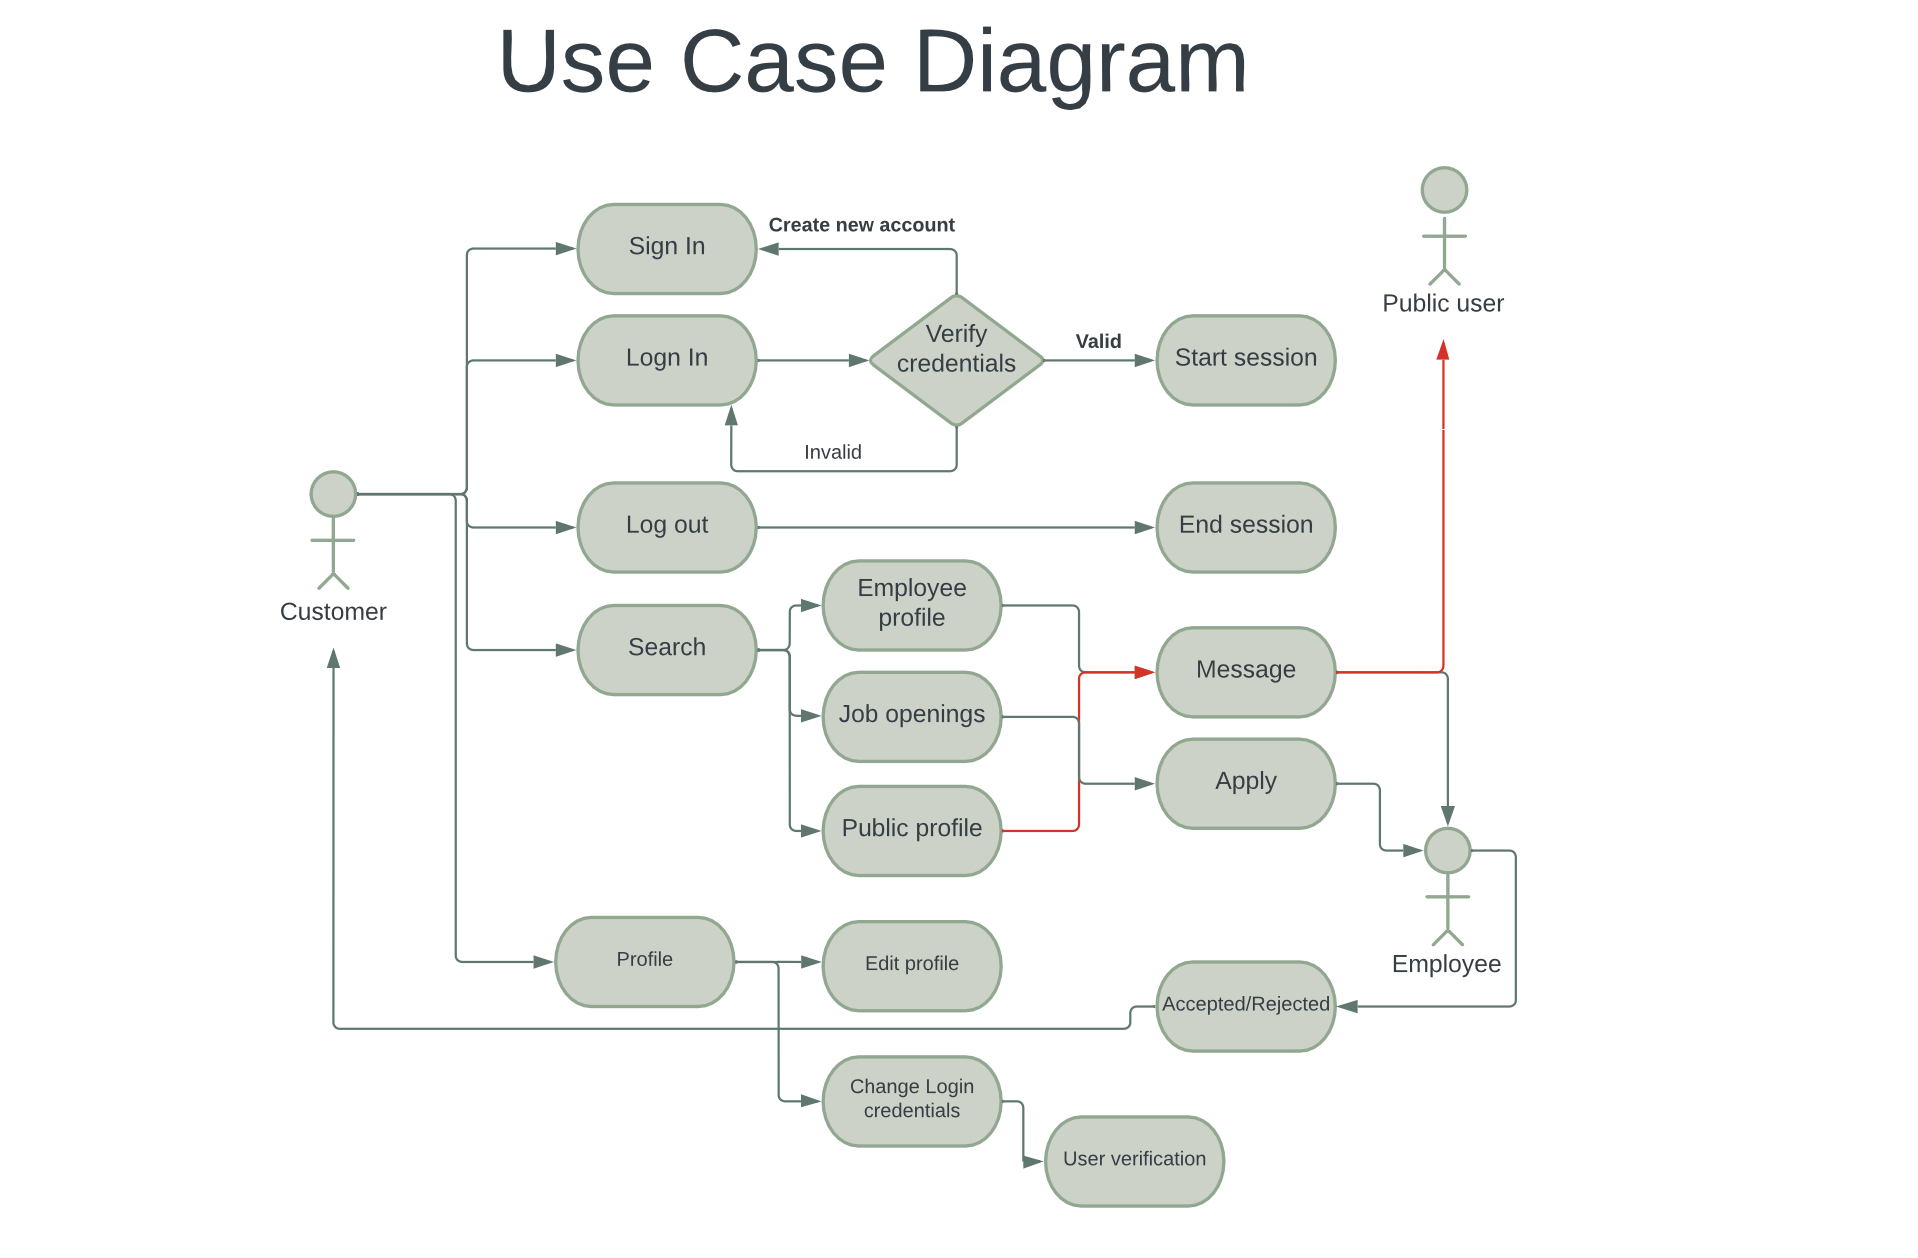 Use Case Diagram
Sign In
Create new account
Public user
Logn In
Verify
credentials
Valid
Start session
Invalid
Log out
End session
Customer
Employee
profile
Search
Message
Job openings
Apply
Public profile
Profile
Edit profile
Employee
Accepted/Rejected
Change Login
credentials
User verification